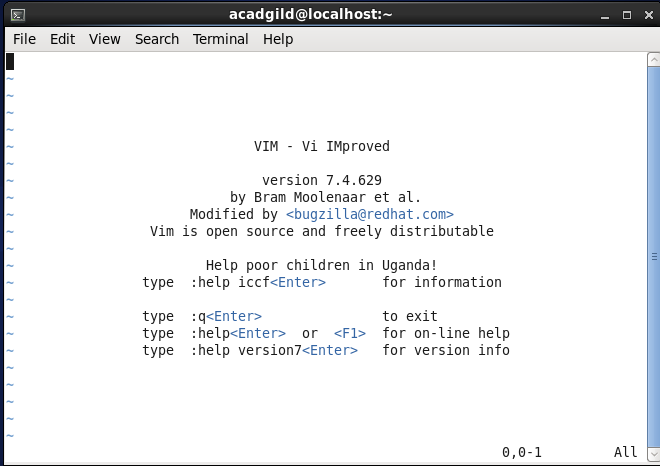 acadgild@localhost:~
File Edit View Search Terminal Help
~
~
~
~
VIM - Vi IMproved
~
~
version 7.4.629
~
by Bram Moolenaar et al.
~
Modified by <bugzilla@redhat.com>
~
Vim is open source and freely distributable
~
~
Help poor children in Uganda!
~
type :help iccf<Enter> for information
~
~
type :q<Enter> to exit
~
type :help<Enter> or <F1> for on-line help
~
type :help version7<Enter> for version info
~
~
~
~
~
~
0,0-1 All